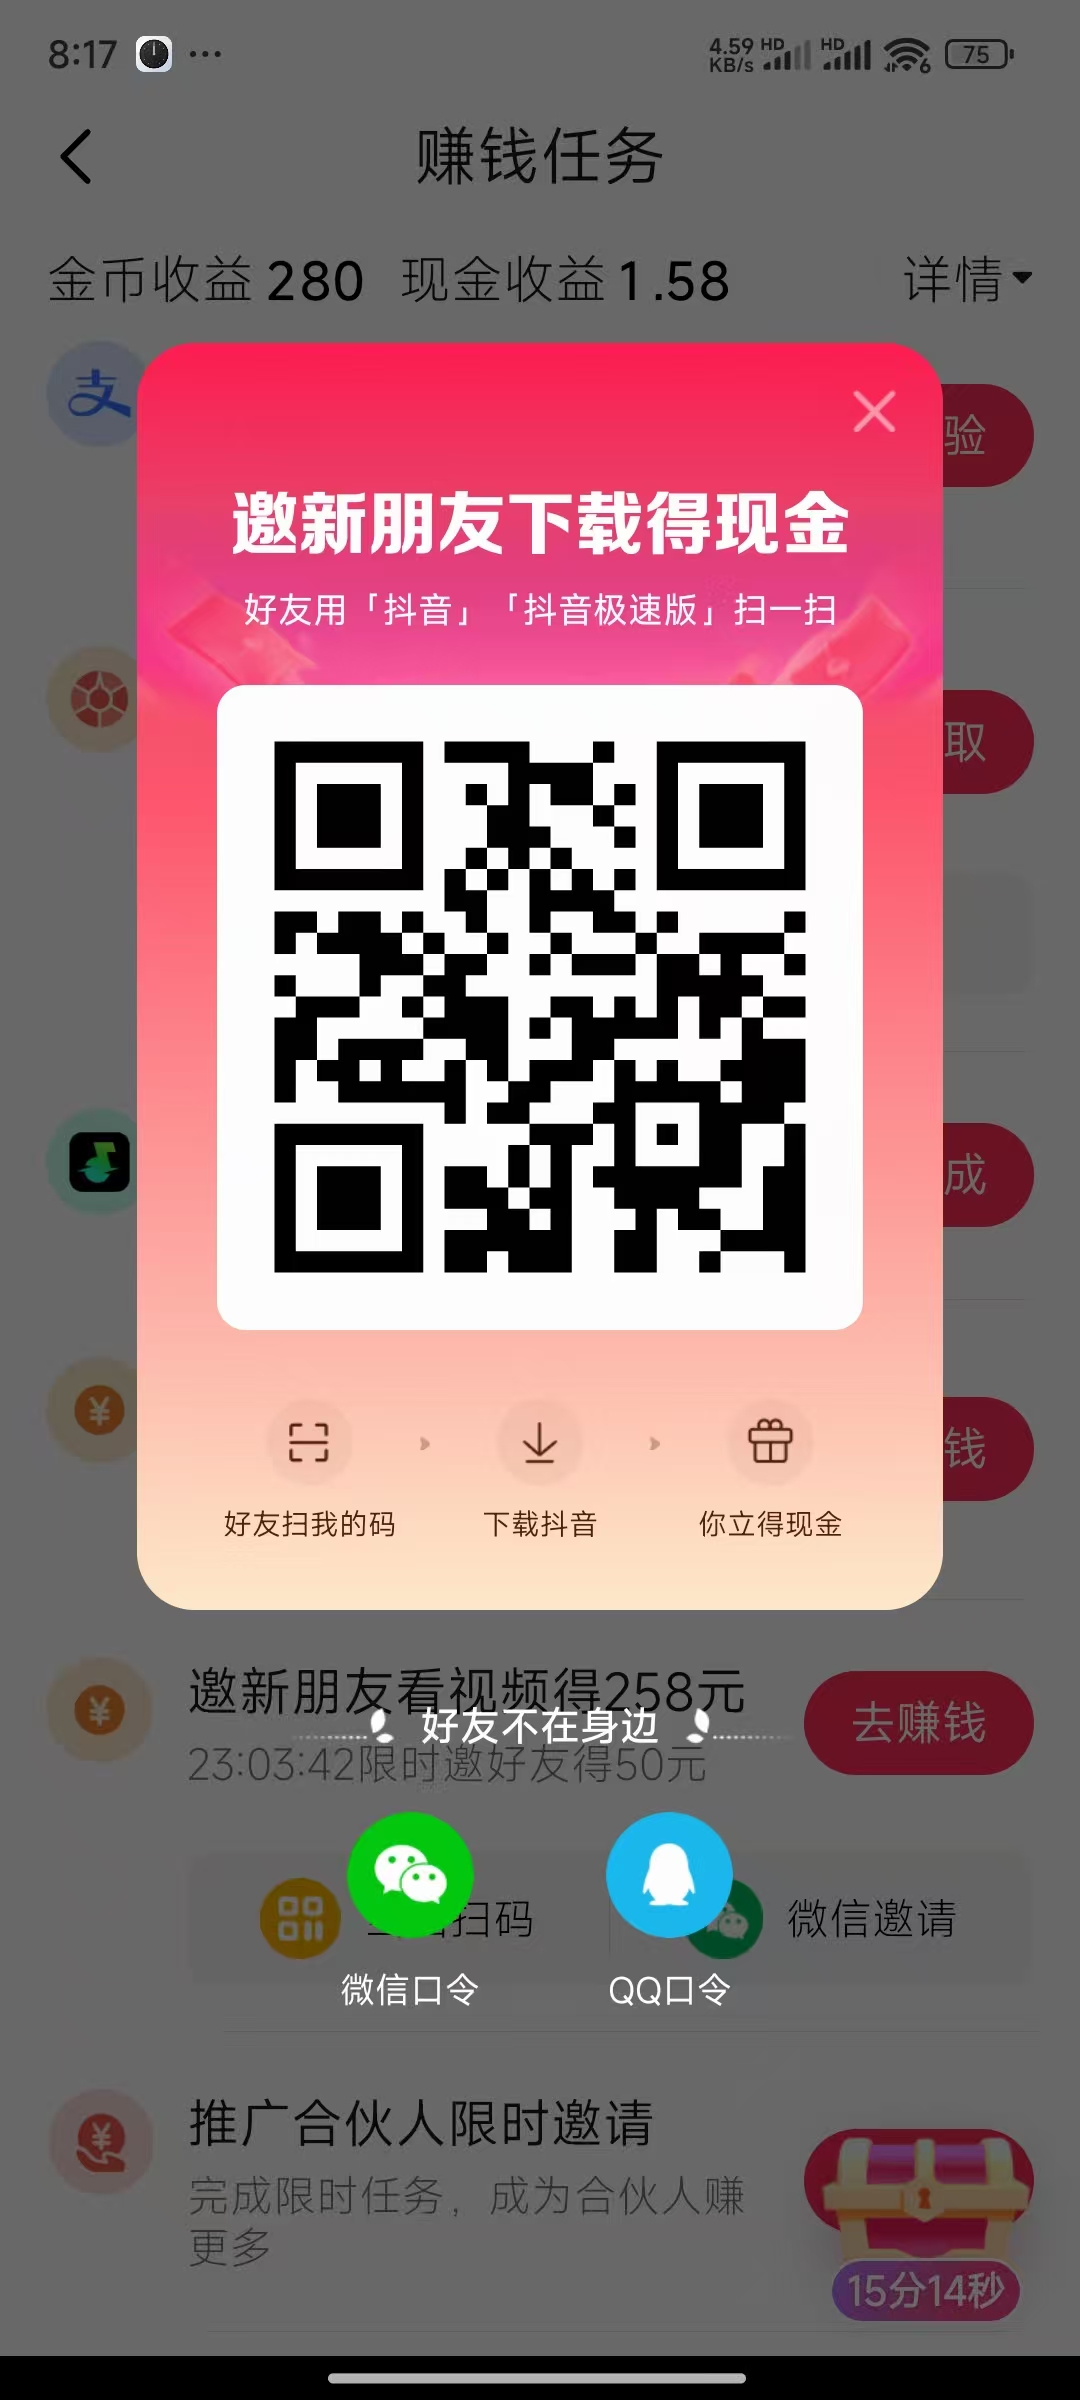 8:17
4.59 KB/s
HD
HD
6
75
赚钱任务
金币收益 280 现金收益 1.58
详情
支
验
邀新朋友下载得现金
好友用「抖音」「抖音极速版」扫一扫
取
成
钱
好友扫我的码
下载抖音
你立得现金
邀新朋友看视频得258元
去赚钱
好友不在身边
23:03:42限时邀好友得50元
扫码
微信邀请
微信口令
QQ口令
推广合伙人限时邀请
完成限时任务，成为合伙人赚
更多
15分14秒